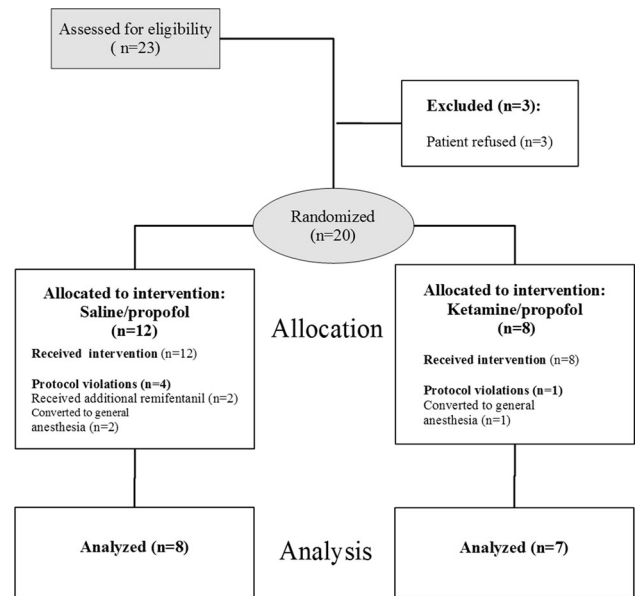 Assessed for eligibility
( n=23)
Excluded (n=3):
Patient refused (n=3)
Randomized
(n=20)
Allocated to intervention:
Saline/propofol
(n=12)
Received intervention (n=12)
Protocol violations (n=4)
Received additional remifentanil (n=2)
Converted to general
anesthesia (n=2)
Allocation
Allocated to intervention:
Ketamine/propofol
(n=8)
Received intervention (n=8)
Protocol violations (n=1)
Converted to general
anesthesia (n=1)
Analyzed (n=8)
Analysis
Analyzed (n=7)